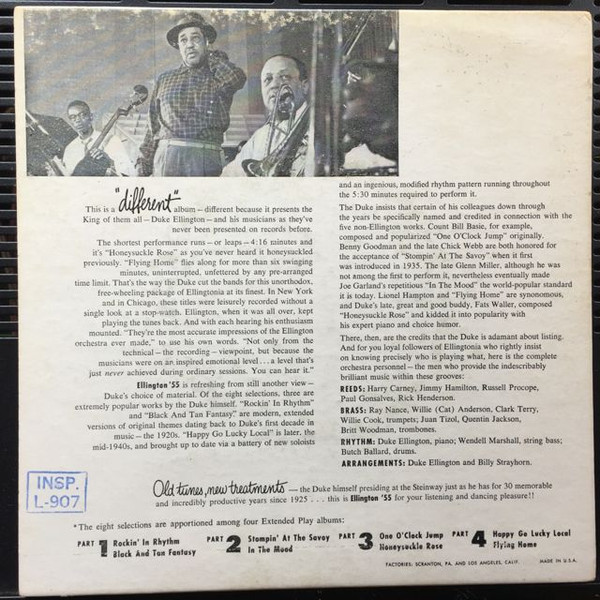 This is a "different" album – different because it presents the
King of them all – Duke Ellington – and his musicians as they've
never been presented on records before.
The shortest performance runs – or leaps – 4:16 minutes and
it's "Honeysuckle Rose" as you've never heard it honeysuckled
previously. "Flying Home" flies along for more than six swinging
minutes, uninterrupted, unfettered by any pre-arranged
time limit. That's the way Duke cut the bands for this unorthodox,
free-wheeling package of Ellingtonia at its finest. In New York
and in Chicago, these titles were leisurely recorded without a
single look at a stop-watch. Ellington, when it was all over, kept
playing the tunes back. And with each hearing his enthusiasm
mounted. "They're the most accurate impressions of the Ellington
orchestra ever made," to use his own words. "Not only from the
technical – the recording – viewpoint, but because the
musicians were on an inspired emotional level . . . a level that's
just never achieved during ordinary sessions. You can hear it."
Ellington '55 is refreshing from still another view –
Duke's choice of material. Of the eight selections, three are
extremely popular works by the Duke himself. "Rockin' In Rhythm"
and "Black And Tan Fantasy" are modern, extended
versions of original themes dating back to Duke's first decade in
music – the 1920s. "Happy Go Lucky Local" is later, the
mid-1940s, and brought up to date via a battery of new soloists
and an ingenious, modified rhythm pattern running throughout
the 5:30 minutes required to perform it.
The Duke insists that certain of his colleagues down through
the years be specifically named and credited in connection with the
five non-Ellington works. Count Bill Basie, for example,
composed and popularized "One O'Clock Jump" originally.
Benny Goodman and the late Chick Webb are both honored for
the acceptance of "Stompin' At The Savoy" when it first
was introduced in 1935. The late Glenn Miller, although he was
not among the first to perform it, nevertheless eventually made
Joe Garland's repetitious "In The Mood" the world-popular standard
it is today. Lionel Hampton and "Flying Home" are synonomous,
and Duke's late, great and good buddy, Fats Waller, composed
"Honeysuckle Rose" and kidded it into popularity with
his expert piano and choice humor.
There, then, are the credits that the Duke is adamant about listing.
And for you loyal followers of Ellingtonia who rightly insist
on knowing precisely who is playing what, here is the complete
orchestra personnel – the men who provide the indescribably
brilliant music within these grooves:
REEDS: Harry Carney, Jimmy Hamilton, Russell Procope,
Paul Gonsalves, Rick Henderson.
BRASS: Ray Nance, Willie (Cat) Anderson, Clark Terry,
Willie Cook, trumpets; Juan Tizol, Quentin Jackson,
Britt Woodman, trombones.
RHYTHM: Duke Ellington, piano; Wendell Marshall, string bass;
Butch Ballard, drums.
ARRANGEMENTS: Duke Ellington and Billy Strayhorn.
Old tunes, new treatments – the Duke himself presiding at the Steinway just as he has for 30 memorable
and incredibly productive years since 1925 . . . this is Ellington '55 for your listening and dancing pleasure!!
INSP.
L-907
*The eight selections are apportioned among four Extended Play albums:
PART 1 Rockin' In Rhythm
Black And Tan Fantasy
PART 2 Stompin' At The Savoy
In The Mood
PART 3 One O'Clock Jump
Honeysuckle Rose
PART 4 Happy Go Lucky Local
Flying Home
FACTORIES: SCRANTON, PA. AND LOS ANGELES, CALIF. MADE IN U.S.A.